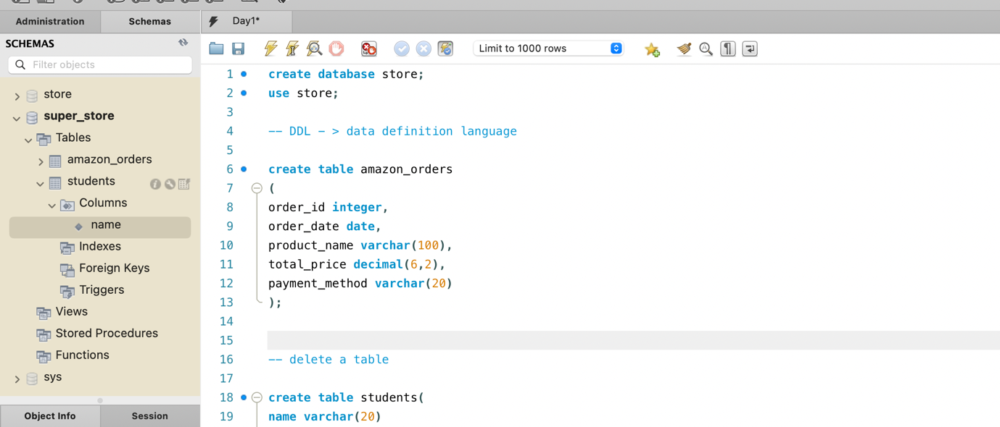 Administration
Schemas
Day1*
SCHEMAS
Filter objects
Limit to 1000 rows
store
super_store
Tables
amazon_orders
students
Columns
name
Indexes
Foreign Keys
Triggers
Views
Stored Procedures
Functions
sys
Object Info
Session
1 create database store;
2 use store;
3
4 -- DDL - > data definition language
5
6 create table amazon_orders
7 (
8 order_id integer,
9 order_date date,
10 product_name varchar(100),
11 total_price decimal(6,2),
12 payment_method varchar(20)
13 );
14
15
16 -- delete a table
17
18 create table students(
19 name varchar(20)